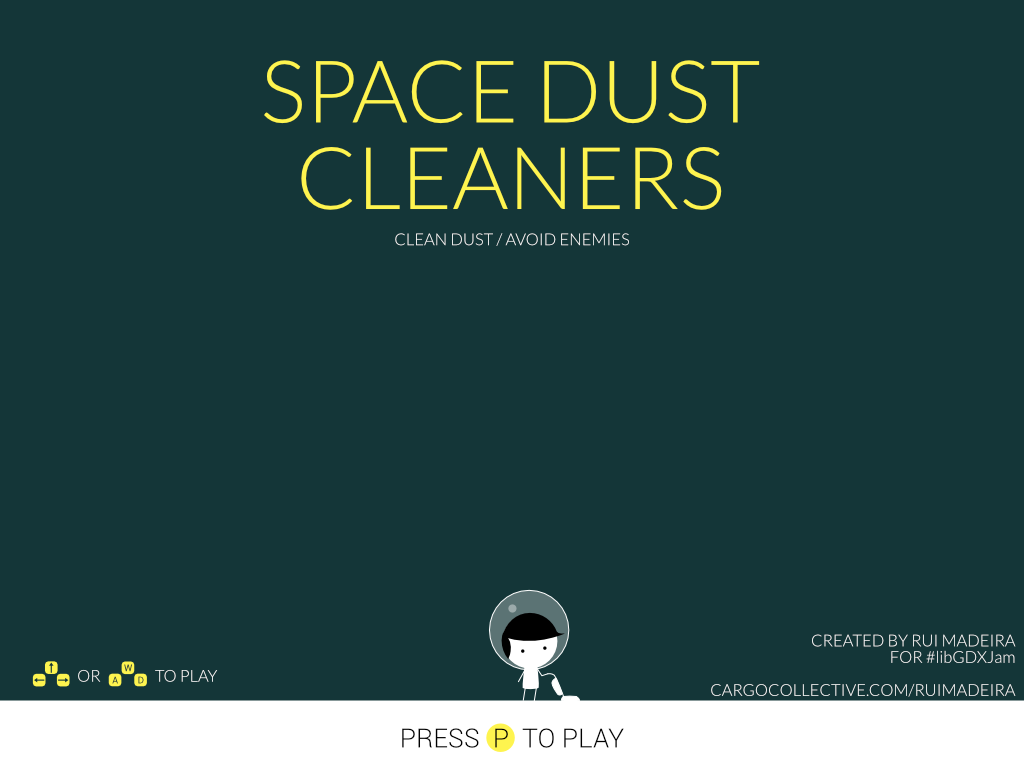 SPACE DUST
CLEANERS
CLEAN DUST / AVOID ENEMIES
CREATED BY RUI MADEIRA
FOR #libGDXJam
↑ W
← → OR A D TO PLAY
CARGOCOLLECTIVE.COM/RUIMADEIRA
PRESS P TO PLAY